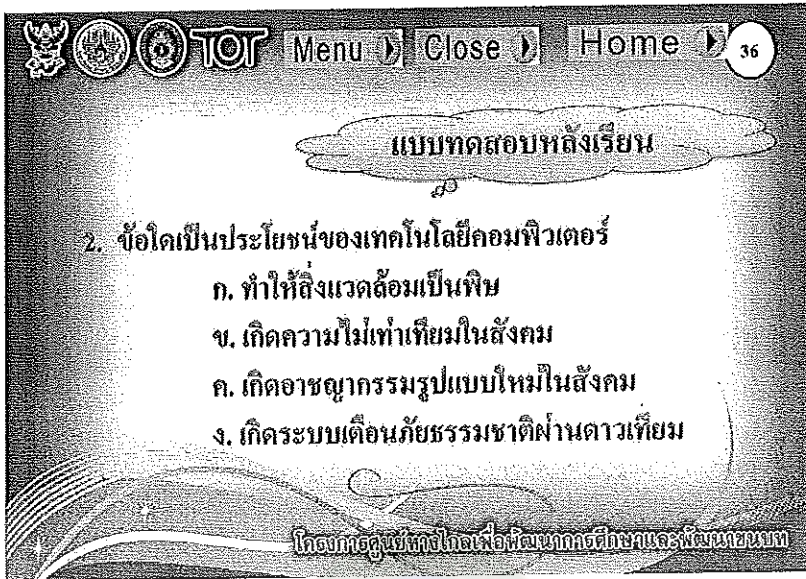 TOT Menu Close Home 36
แบบทดสอบหลังเรียน
2. ข้อใดเป็นประโยชน์ของเทคโนโลยีคอมพิวเตอร์
ก. ทำให้สิ่งแวดล้อมเป็นพิษ
ข. เกิดความไม่เท่าเทียมในสังคม
ค. เกิดอาชญากรรมรูปแบบใหม่ในสังคม
ง. เกิดระบบเตือนภัยธรรมชาติผ่านดาวเทียม
โครงการศูนย์ทางไกลเพื่อพัฒนาการศึกษาและพัฒนาชนบท